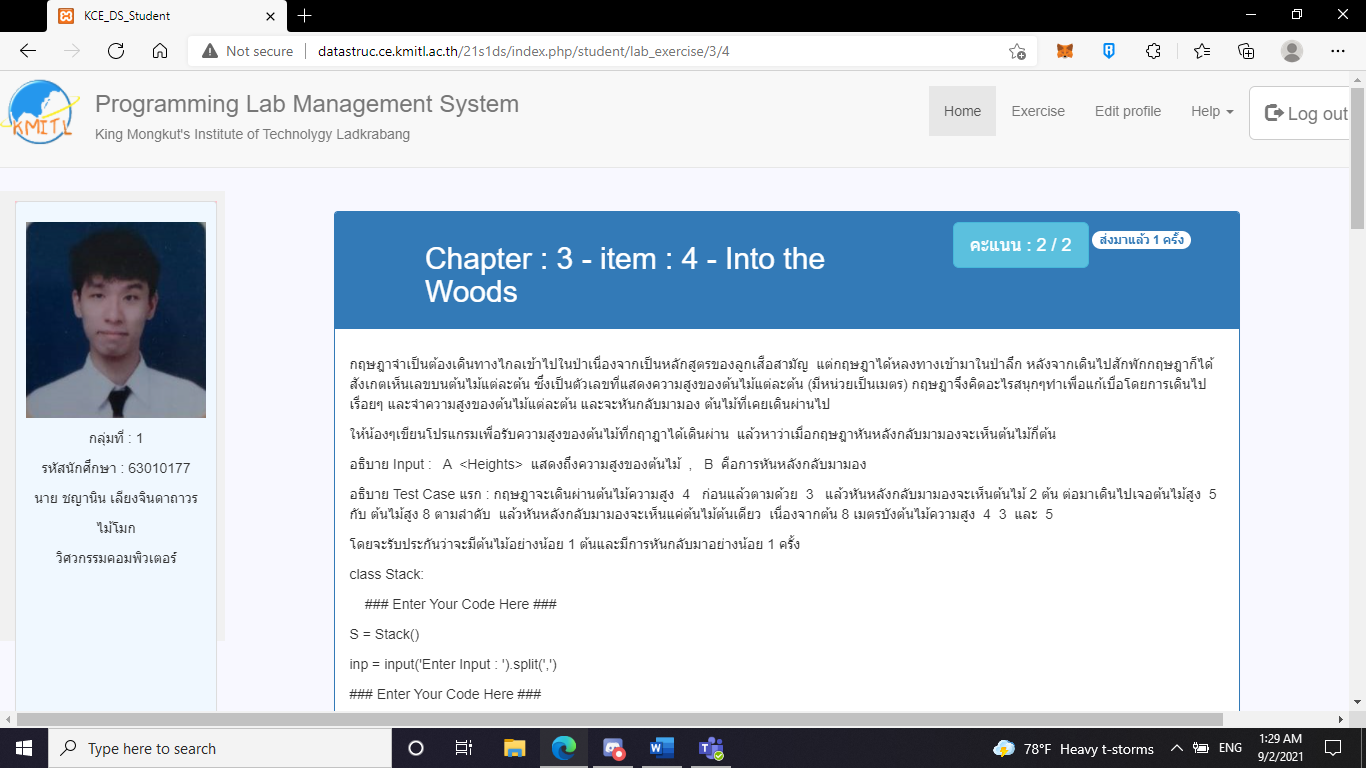 KCE_DS_Student
Not secure
datastruc.ce.kmitl.ac.th/21s1ds/index.php/student/lab_exercise/3/4
KMITL
Programming Lab Management System
King Mongkut's Institute of Technolygy Ladkrabang
Home
Exercise
Edit profile
Help
Log out
กลุ่มที่ : 1
รหัสนักศึกษา : 63010177
นาย ชญานิน เลียงจินดาถาวร
ไม้โมก
วิศวกรรมคอมพิวเตอร์
Chapter : 3 - item : 4 - Into the
Woods
คะแนน : 2 / 2
ส่งมาแล้ว 1 ครั้ง
กฤษฎาจำเป็นต้องเดินทางไกลเข้าไปในป่าเนื่องจากเป็นหลักสูตรของลูกเสือสามัญ แต่กฤษฎาได้หลงทางเข้ามาในป่าลึก หลังจากเดินไปสักพักกฤษฎาก็ได้
สังเกตเห็นเลขบนต้นไม้แต่ละต้น ซึ่งเป็นตัวเลขที่แสดงความสูงของต้นไม้แต่ละต้น (มีหน่วยเป็นเมตร) กฤษฎาจึงคิดอะไรสนุกๆทำเพื่อแก้เบื่อโดยการเดินไป
เรื่อยๆ และจำความสูงของต้นไม้แต่ละต้น และจะหันกลับมามอง ต้นไม้ที่เคยเดินผ่านไป
ให้น้องๆเขียนโปรแกรมเพื่อรับความสูงของต้นไม้ที่กฤาฎาได้เดินผ่าน แล้วหาว่าเมื่อกฤษฎาหันหลังกลับมามองจะเห็นต้นไม้กี่ต้น
อธิบาย Input : A <Heights> แสดงถึงความสูงของต้นไม้ , B คือการหันหลังกลับมามอง
อธิบาย Test Case แรก : กฤษฎาจะเดินผ่านต้นไม้ความสูง 4 ก่อนแล้วตามด้วย 3 แล้วหันหลังกลับมามองจะเห็นต้นไม้ 2 ต้น ต่อมาเดินไปเจอต้นไม้สูง 5
กับ ต้นไม้สูง 8 ตามลำดับ แล้วหันหลังกลับมามองจะเห็นแค่ต้นไม้ต้นเดียว เนื่องจากต้น 8 เมตรบังต้นไม้ความสูง 4 3 และ 5
โดยจะรับประกันว่าจะมีต้นไม้อย่างน้อย 1 ต้นและมีการหันกลับมาอย่างน้อย 1 ครั้ง
class Stack:
### Enter Your Code Here ###
S = Stack()
inp = input('Enter Input : ').split(',')
### Enter Your Code Here ###
Type here to search
78°F Heavy t-storms
ENG
1:29 AM
9/2/2021